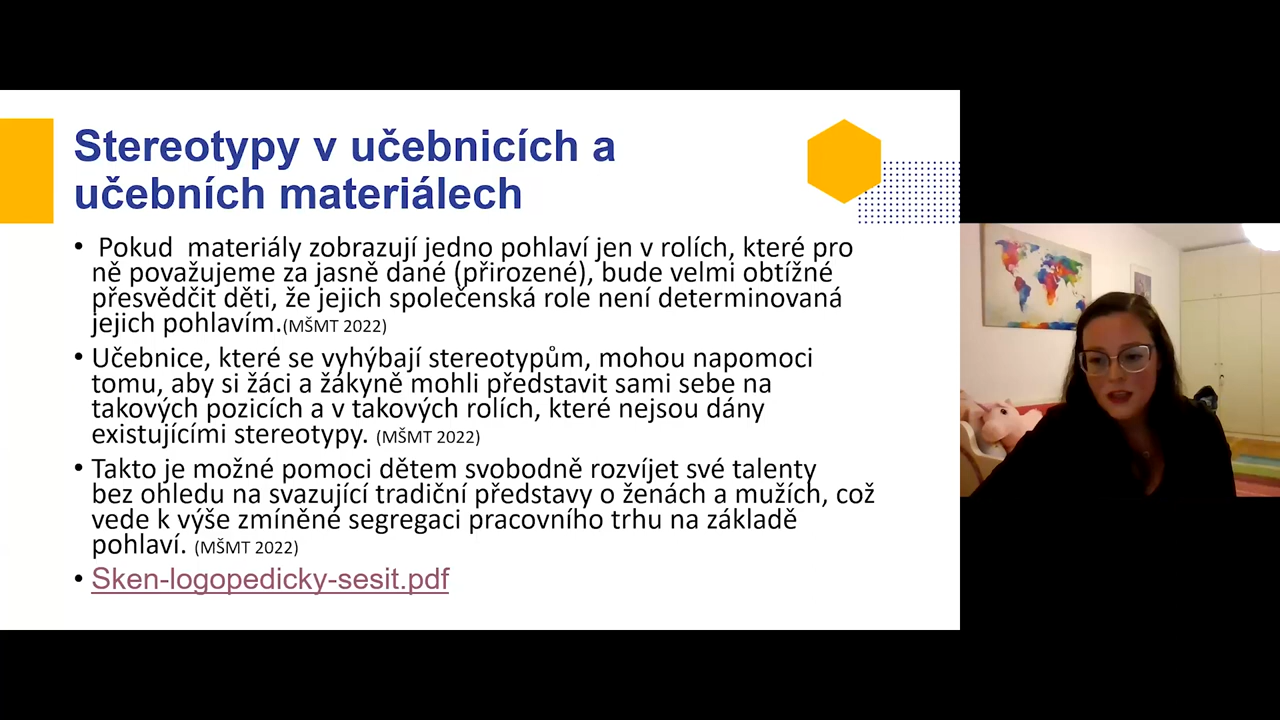 Stereotypy v učebnicích a
učebních materiálech
• Pokud  materiály zobrazují jedno pohlaví jen v rolích, které pro
ně považujeme za jasně dané (přirozené), bude velmi obtížné
přesvědčit děti, že jejich společenská role není determinovaná
jejich pohlavím.(MŠMT 2022)
• Učebnice, které se vyhýbají stereotypům, mohou napomoci
tomu, aby si žáci a žákyně mohli představit sami sebe na
takových pozicích a v takových rolích, které nejsou dány
existujícími stereotypy. (MŠMT 2022)
• Takto je možné pomoci dětem svobodně rozvíjet své talenty
bez ohledu na svazující tradiční představy o ženách a mužích, což
vede k výše zmíněné segregaci pracovního trhu na základě
pohlaví. (MŠMT 2022)
• Sken-logopedicky-sesit.pdf